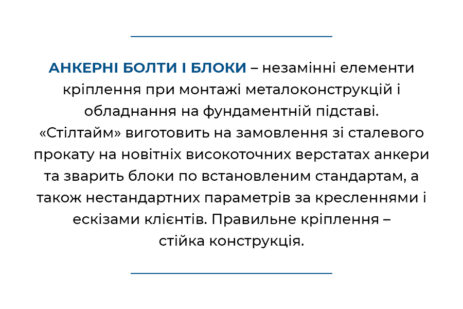 АНКЕРНІ БОЛТИ І БЛОКИ – незамінні елементи
кріплення при монтажі металоконструкцій і
обладнання на фундаментній підставі.
«Стілтайм» виготовить на замовлення зі сталевого
прокату на новітніх високоточних верстатах анкери
та зварить блоки по встановленим стандартам, а
також нестандартних параметрів за кресленнями і
ескізами клієнтів. Правильне кріплення –
стійка конструкція.